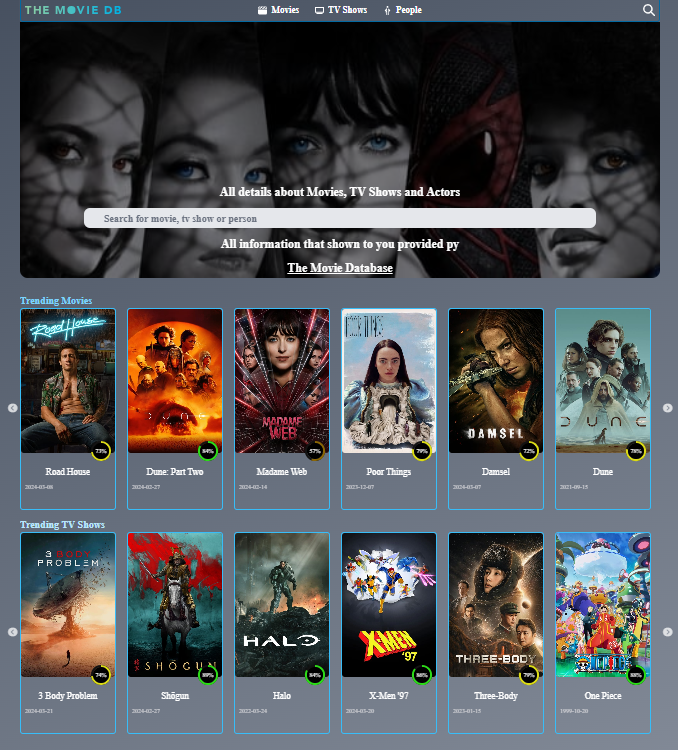 THE MOVIE DB
Movies TV Shows People
All details about Movies, TV Shows and Actors
Search for movie, tv show or person
All information that shown to you provided py
The Movie Database
Trending Movies
Road House
DUNE
MADAME WEB
POOR THINGS
DAMSEL
DUNE
73% 84% 57% 79% 72% 78%
Road House Dune: Part Two Madame Web Poor Things Damsel Dune
2024-03-08 2024-02-27 2024-02-14 2023-12-07 2024-03-07 2021-09-15
Trending TV Shows
3 BODY PROBLEM
SHŌGUN
HALO
X-MEN '97
THREE-BODY
ONE PIECE
74% 89% 84% 86% 79% 88%
3 Body Problem Shōgun Halo X-Men '97 Three-Body One Piece
2024-03-21 2024-02-27 2022-03-24 2024-03-20 2023-01-15 1999-10-20